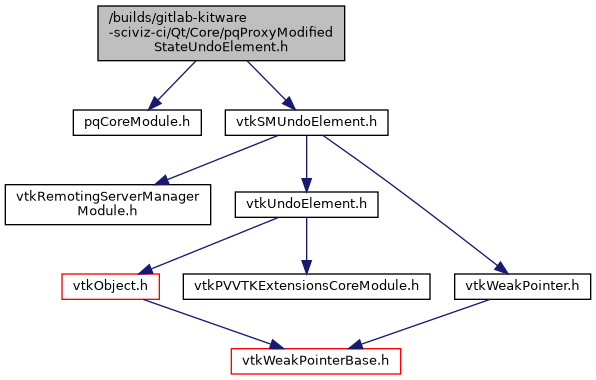 /builds/gitlab-kitware
-sciviz-ci/Qt/Core/pqProxyModified
StateUndoElement.h
pqCoreModule.h
vtkSMUndoElement.h
vtkRemotingServerManager
Module.h
vtkUndoElement.h
vtkObject.h
vtkPVVTKExtensionsCoreModule.h
vtkWeakPointer.h
vtkWeakPointerBase.h